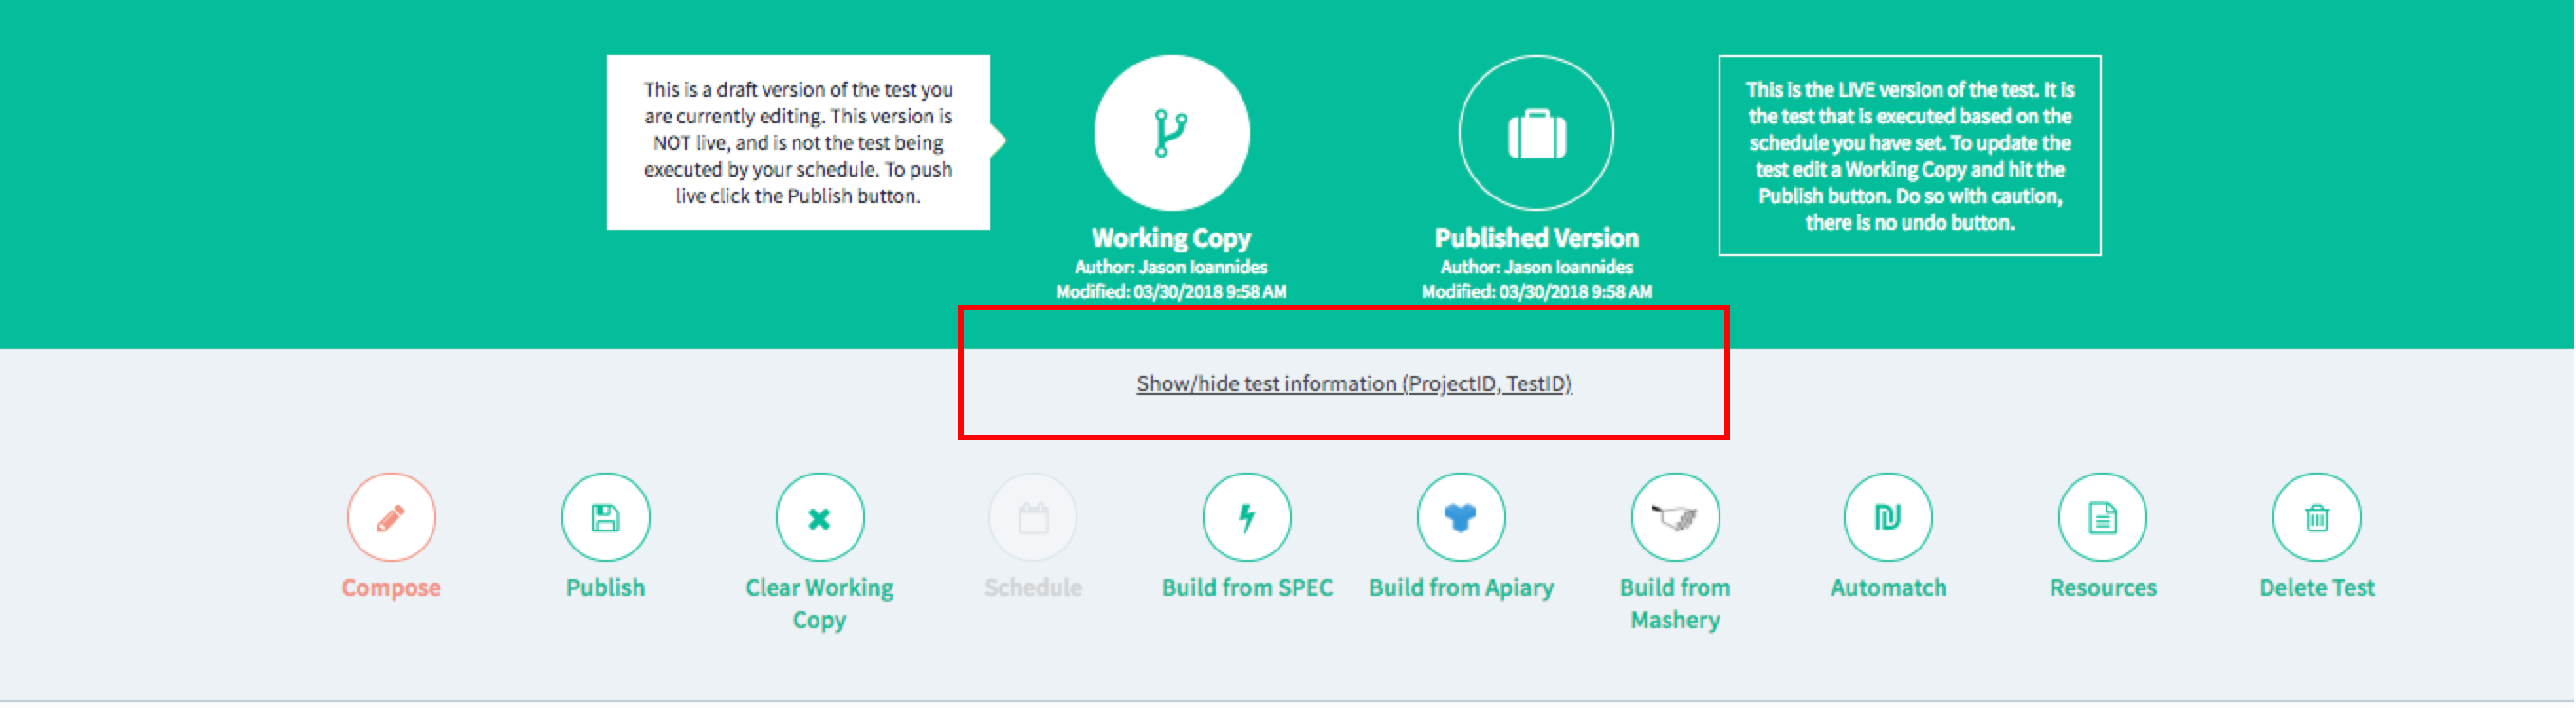 This is a draft version of the test you
are currently editing. This version is
NOT live, and is not the test being
executed by your schedule. To push
live click the Publish button.
Working Copy
Author: Jason Ioannides
Modified: 03/30/2018 9:58 AM
Published Version
Author: Jason Ioannides
Modified: 03/30/2018 9:58 AM
This is the LIVE version of the test. It is
the test that is executed based on the
schedule you have set. To update the
test edit a Working Copy and hit the
Publish button. Do so with caution,
there is no undo button.
Show/hide test information (ProjectID, TestID)
Compose
Publish
Clear Working
Copy
Schedule
Build from SPEC
Build from Apiary
Build from
Mashery
Automatch
Resources
Delete Test